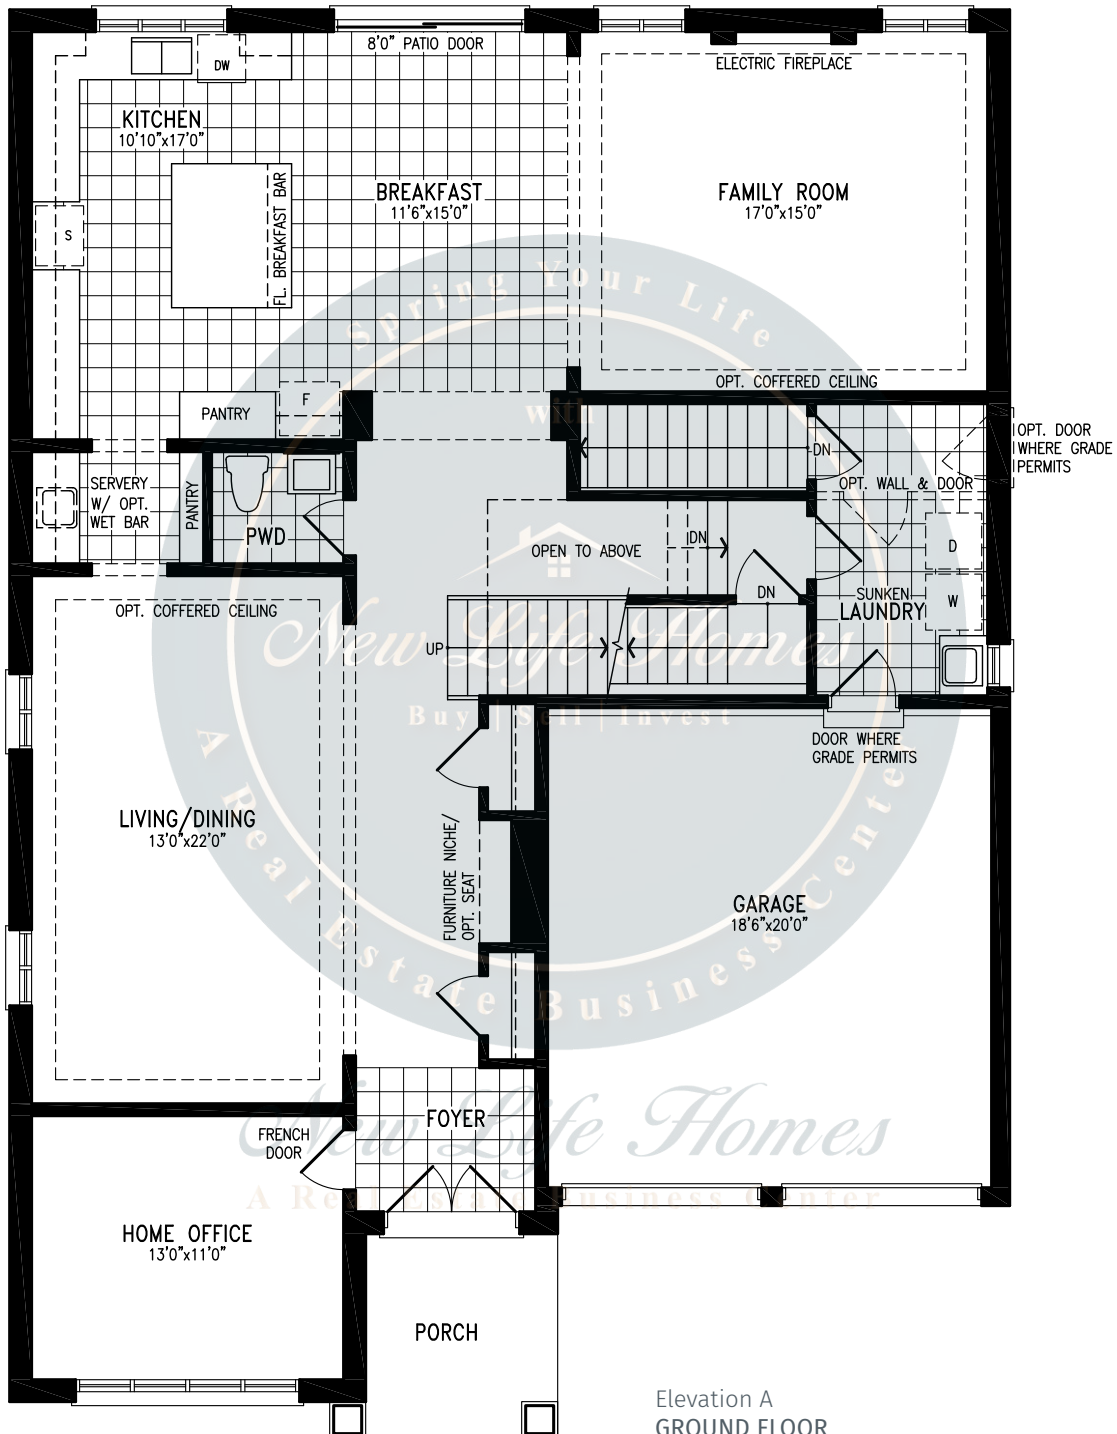 8'0" PATIO DOOR
DW
ELECTRIC FIREPLACE
KITCHEN
10'10"x17'0"
BREAKFAST
11'6"x15'0"
FL. BREAKFAST BAR
FAMILY ROOM
17'0"x15'0"
S
Spring Your Life
with
OPT. COFFERED CEILING
PANTRY
F
DN
OPT. DOOR
WHERE GRADE
PERMITS
OPT. WALL & DOOR
SERVERY
W/ OPT.
WET BAR
PANTRY
PWD
OPEN TO ABOVE
DN
D
DN
W
SUNKEN
LAUNDRY
OPT. COFFERED CEILING
UP
New Life Homes
Buy | Sell | Invest
DOOR WHERE
GRADE PERMITS
LIVING/DINING
13'0"x22'0"
FURNITURE NICHE/
OPT. SEAT
GARAGE
18'6"x20'0"
A Real Estate Business Center
FOYER
FRENCH
DOOR
New Life Homes
A Real Estate Business Center
HOME OFFICE
13'0"x11'0"
PORCH
Elevation A
GROUND FLOOR